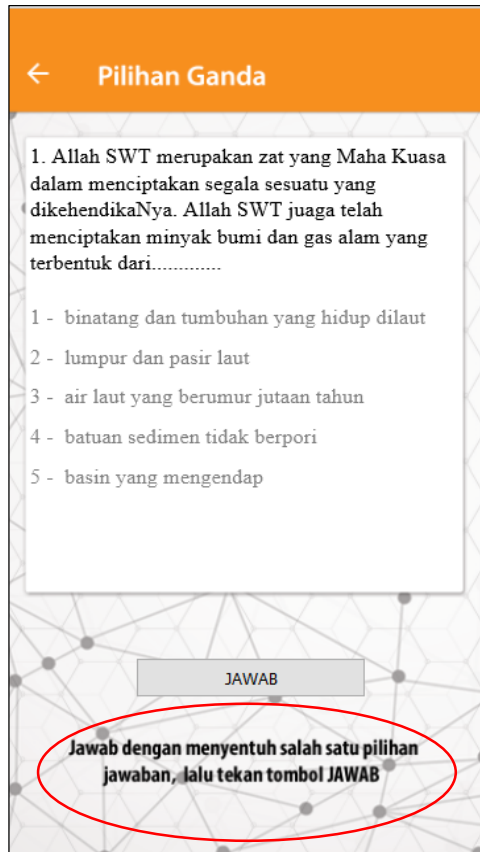 Pilihan Ganda
1. Allah SWT merupakan zat yang Maha Kuasa
dalam menciptakan segala sesuatu yang
dikehendikaNya. Allah SWT juaga telah
menciptakan minyak bumi dan gas alam yang
terbentuk dari.............
1 - binatang dan tumbuhan yang hidup dilaut
2 - lumpur dan pasir laut
3 - air laut yang berumur jutaan tahun
4 - batuan sedimen tidak berpori
5 - basin yang mengendap
JAWAB
Jawab dengan menyentuh salah satu pilihan
jawaban, lalu tekan tombol JAWAB